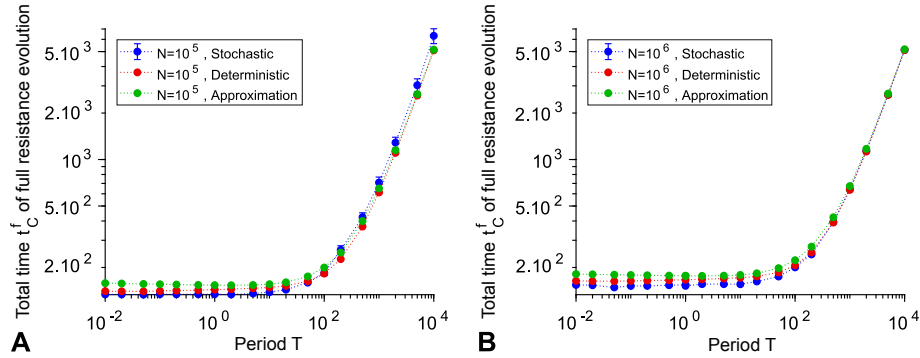 Total time t_C^f of full resistance evolution
5.10^3
2.10^3
10^3
5.10^2
2.10^2
N=10^5 , Stochastic
N=10^5 , Deterministic
N=10^5 , Approximation
10^-2 10^0 10^2 10^4
Period T
A
Total time t_C^f of full resistance evolution
5.10^3
2.10^3
10^3
5.10^2
2.10^2
N=10^6 , Stochastic
N=10^6 , Deterministic
N=10^6 , Approximation
10^-2 10^0 10^2 10^4
Period T
B